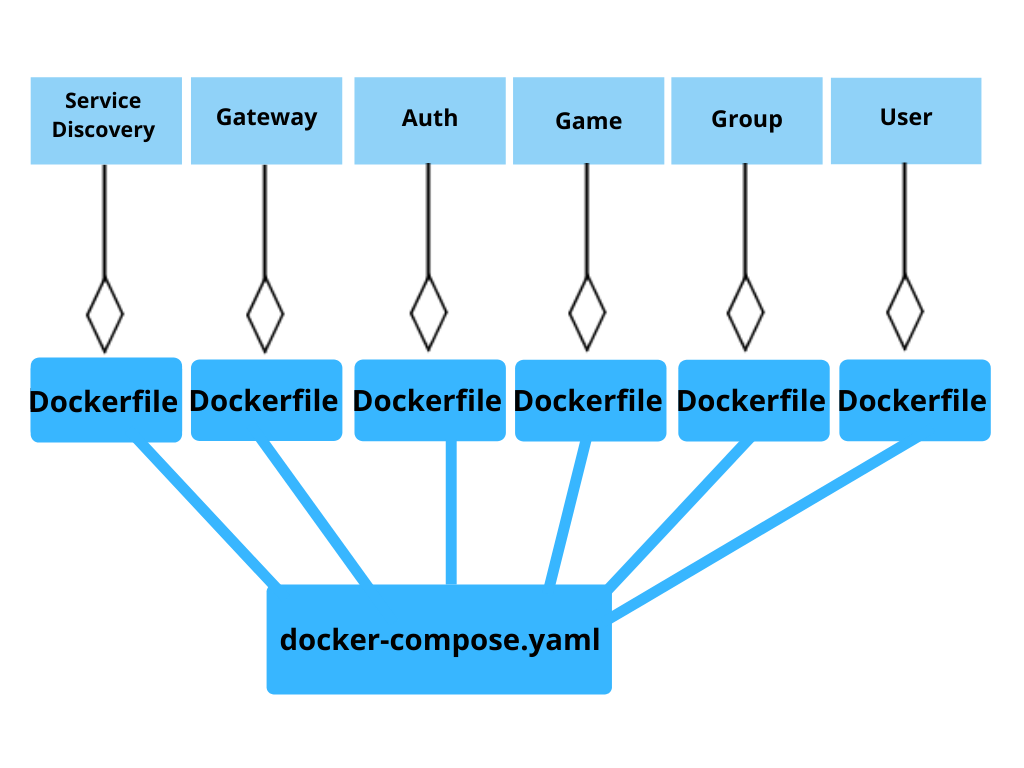 Service
Discovery
Gateway
Auth
Game
Group
User
Dockerfile
Dockerfile
Dockerfile
Dockerfile
Dockerfile
Dockerfile
docker-compose.yaml